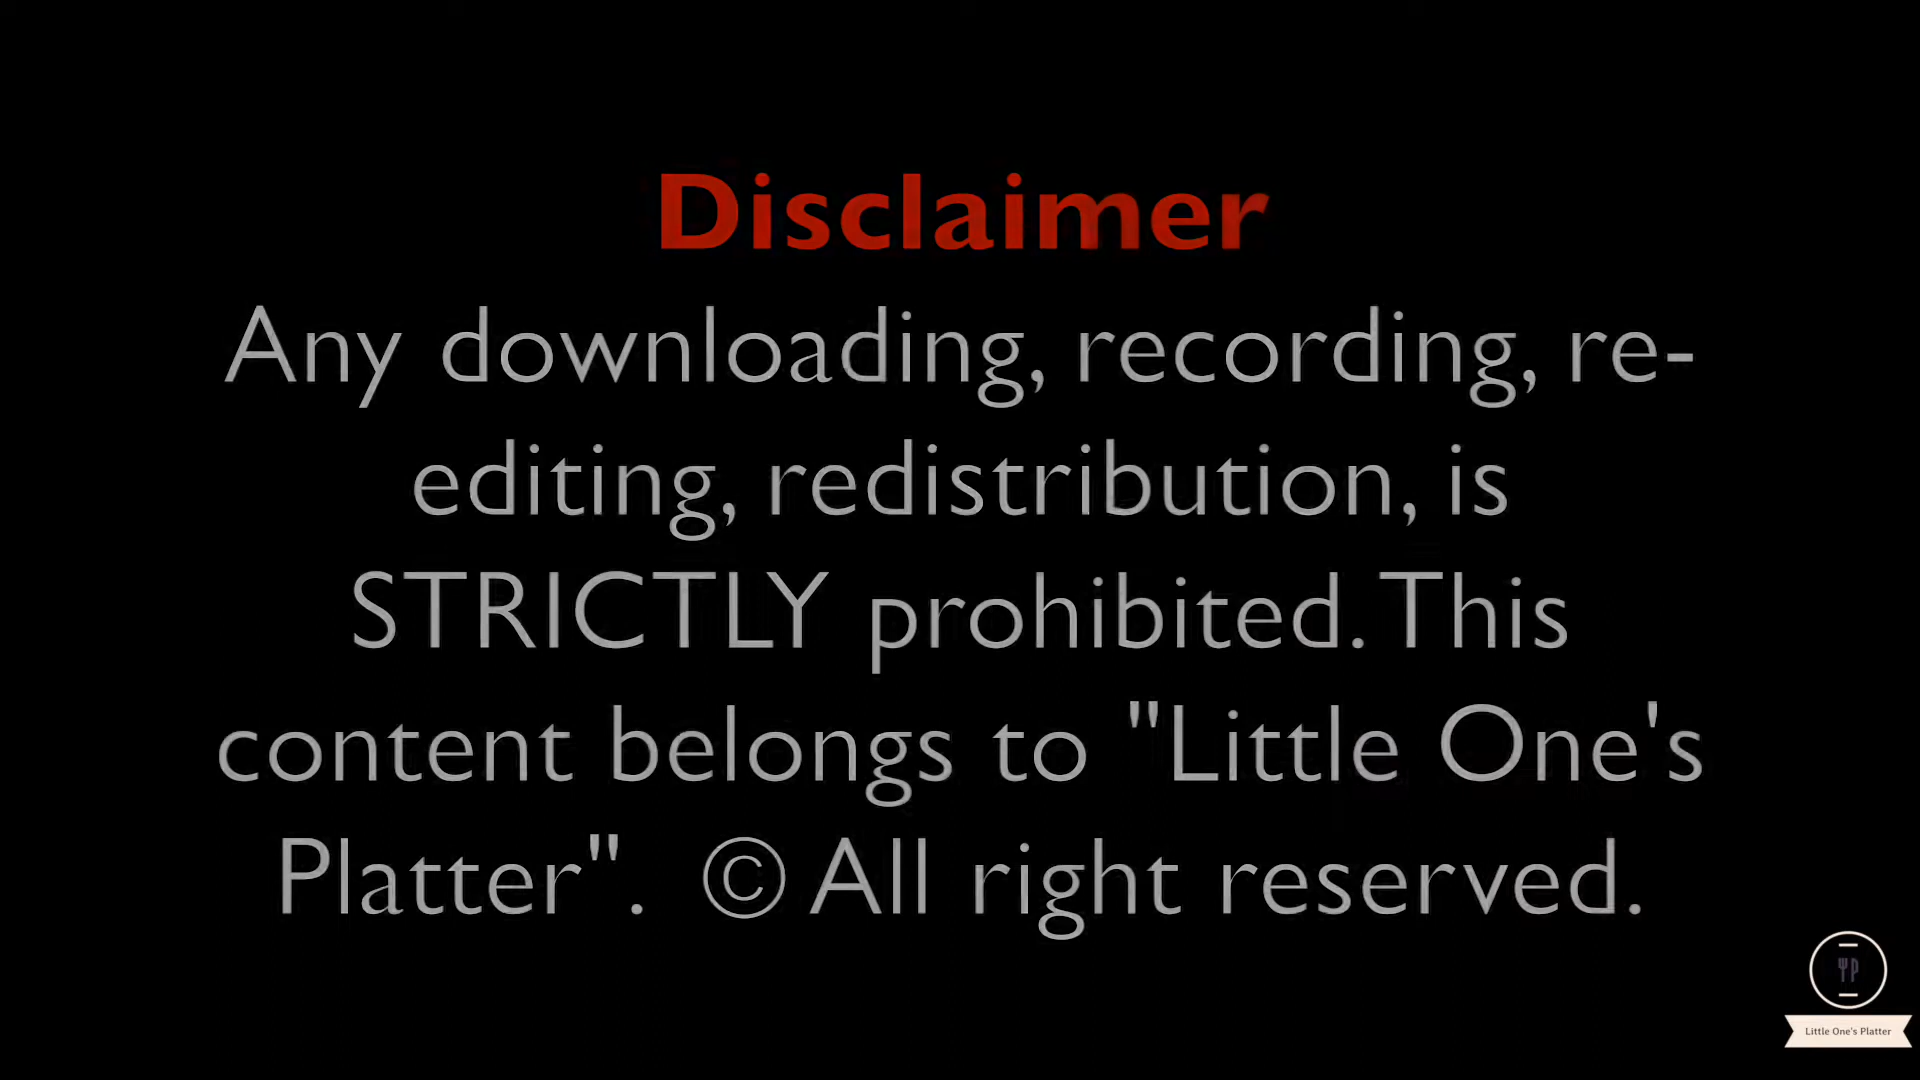 Disclaimer
Any downloading, recording, re-
editing, redistribution, is
STRICTLY prohibited. This
content belongs to "Little One's
Platter". © All right reserved.
Little One's Platter